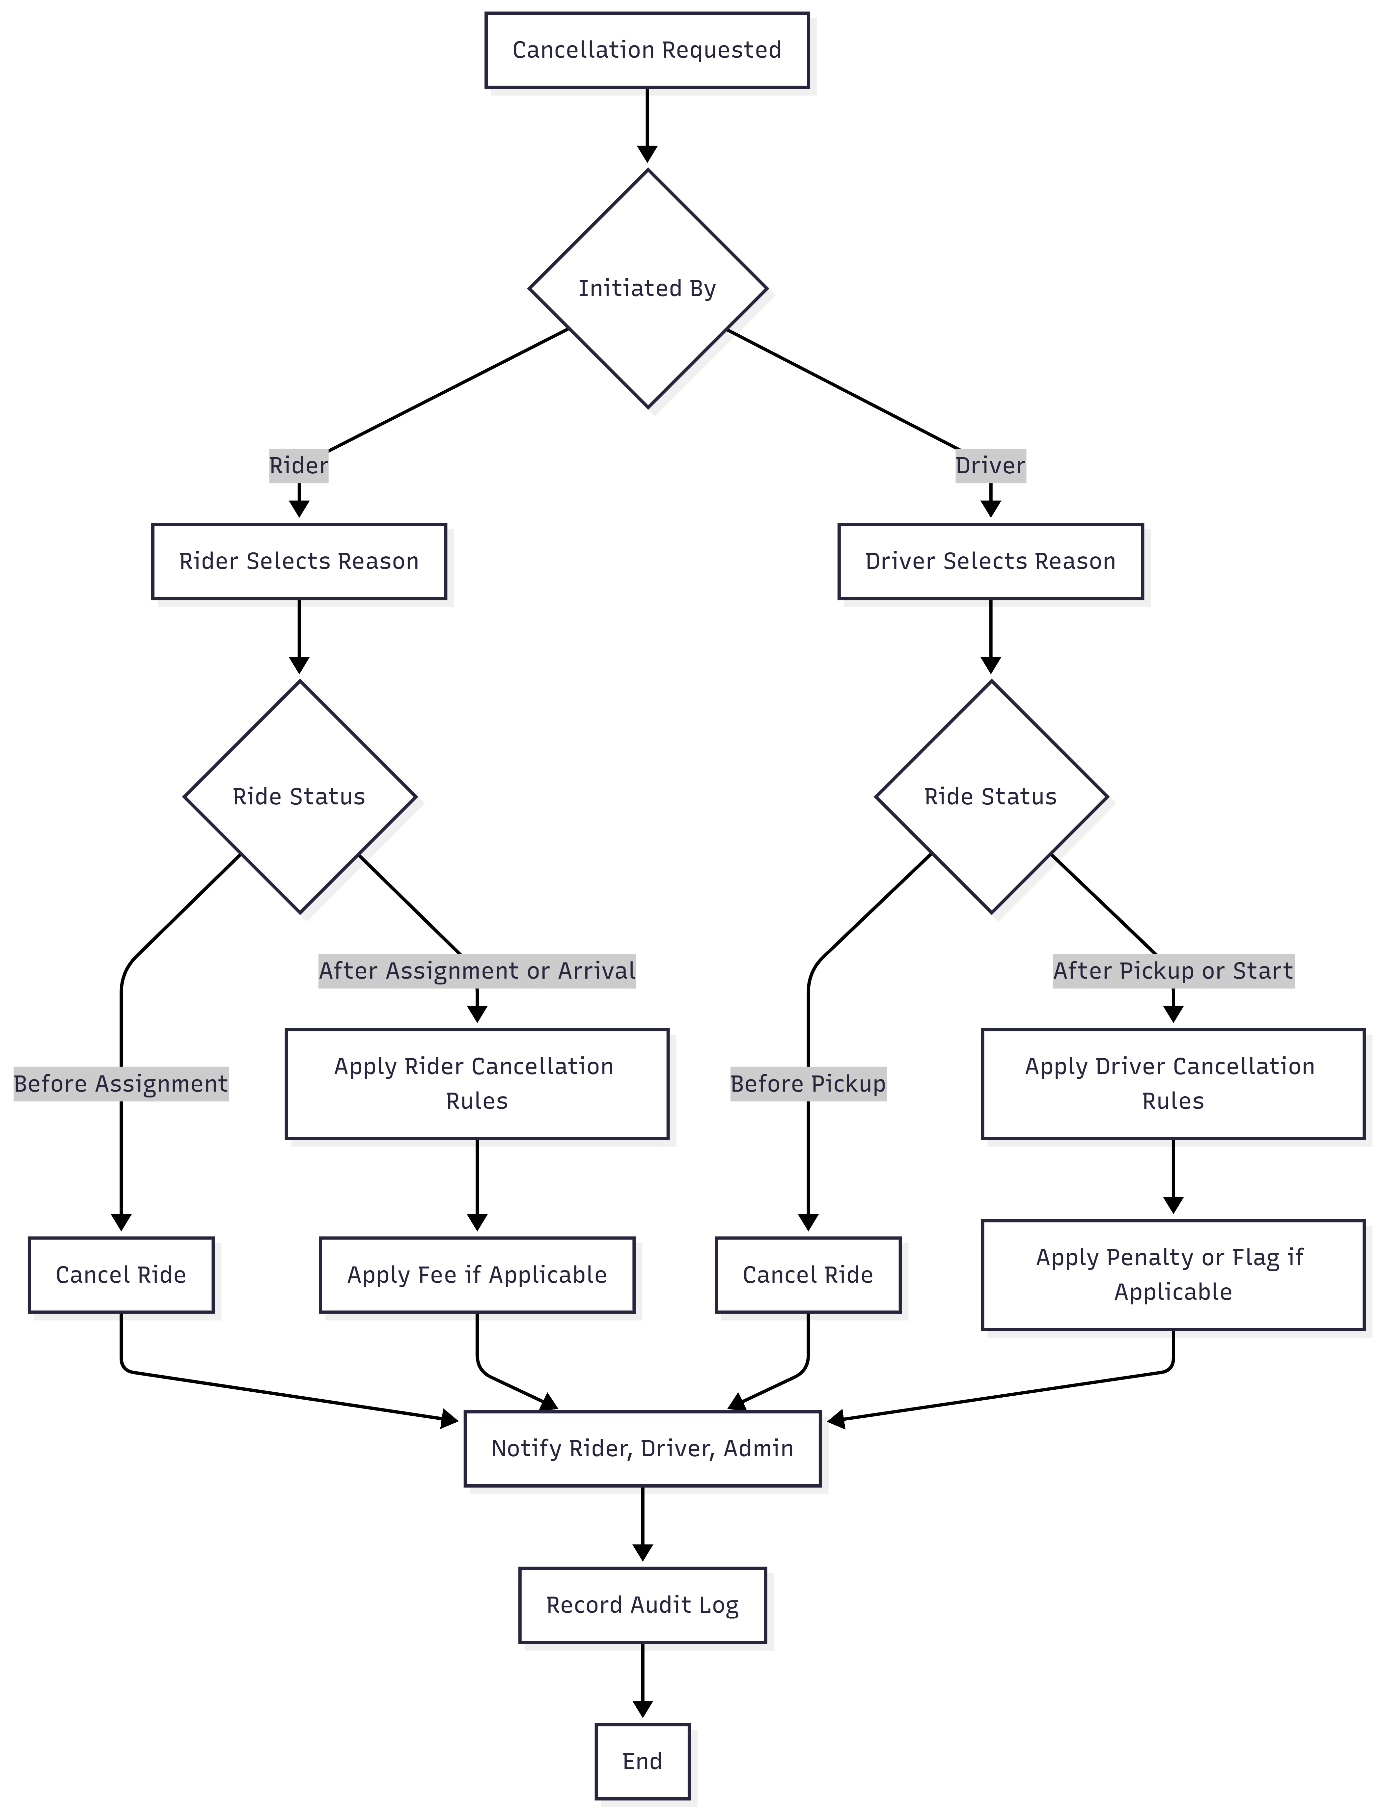 Cancellation Requested
Initiated By
Rider
Driver
Rider Selects Reason
Driver Selects Reason
Ride Status
Ride Status
After Assignment or Arrival
After Pickup or Start
Before Assignment
Apply Rider Cancellation
Rules
Before Pickup
Apply Driver Cancellation
Rules
Cancel Ride
Apply Fee if Applicable
Cancel Ride
Apply Penalty or Flag if
Applicable
Notify Rider, Driver, Admin
Record Audit Log
End